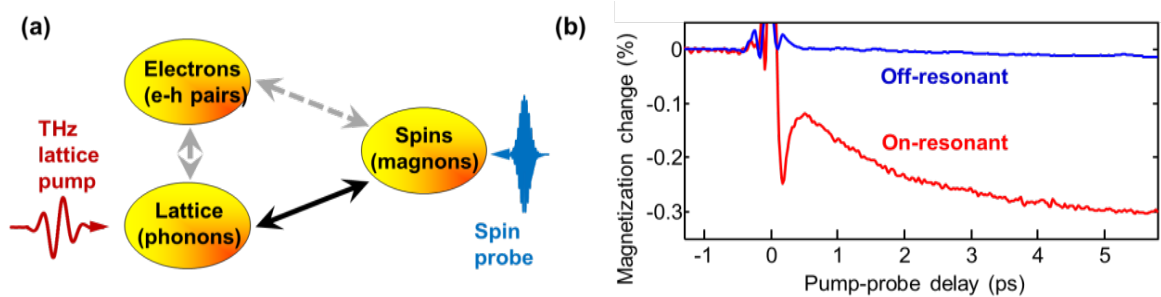 (a)
Electrons
(e-h pairs)
THz
lattice
pump
Spins
(magnons)
Lattice
(phonons)
Spin
probe
(b)
Magnetization change (%)
0
-0.1
-0.2
-0.3
Off-resonant
On-resonant
-1 0 1 2 3 4 5
Pump-probe delay (ps)